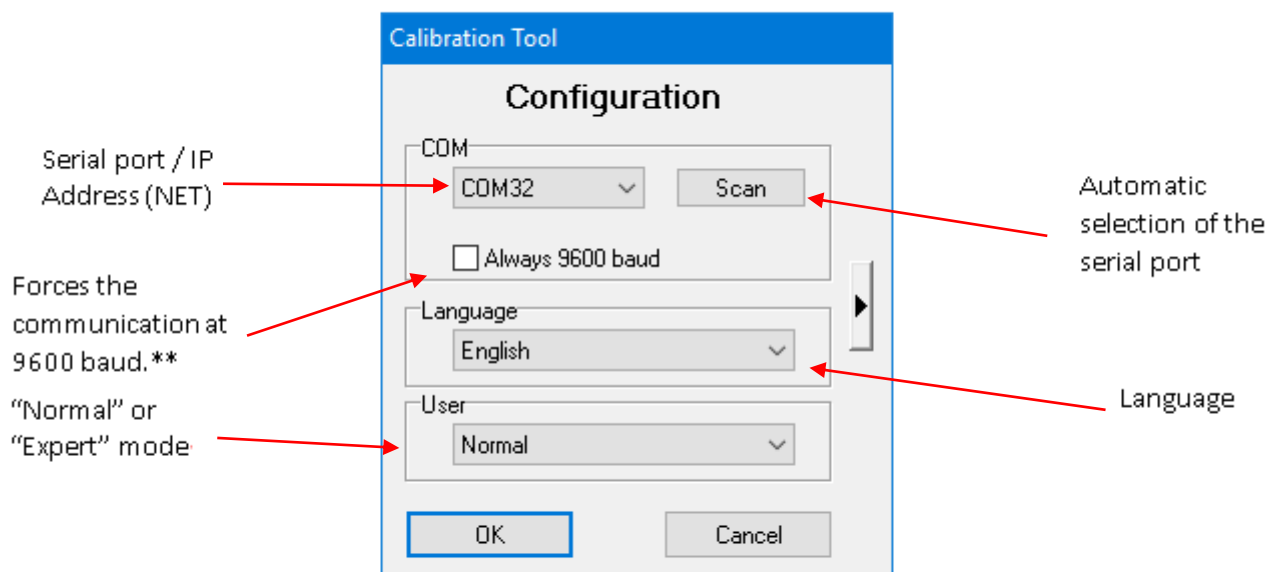 Calibration Tool
Configuration
Serial port / IP
Address (NET)
COM
COM32
Scan
Automatic
selection of the
serial port
Always 9600 baud
Forces the
communication at
9600 baud.**
Language
English
Language
"Normal" or
"Expert" mode
User
Normal
OK
Cancel